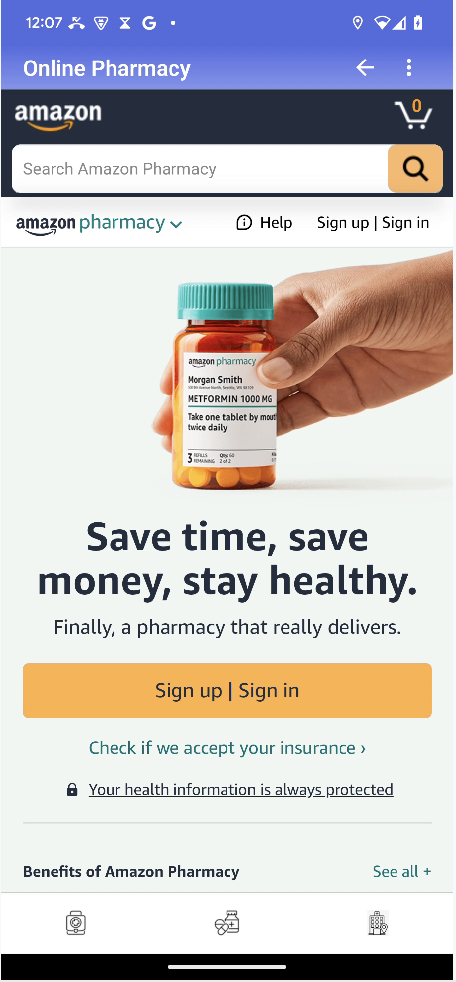 12:07
Online Pharmacy
amazon
0
Search Amazon Pharmacy
amazon pharmacy
Help
Sign up | Sign in
amazon pharmacy
Morgan Smith
METFORMIN 1000 MG
Take one tablet by mout
twice daily
3 REFILLS REMAINING
Qty: 60
2 of 2
Save time, save
money, stay healthy.
Finally, a pharmacy that really delivers.
Sign up | Sign in
Check if we accept your insurance ›
Your health information is always protected
Benefits of Amazon Pharmacy
See all +